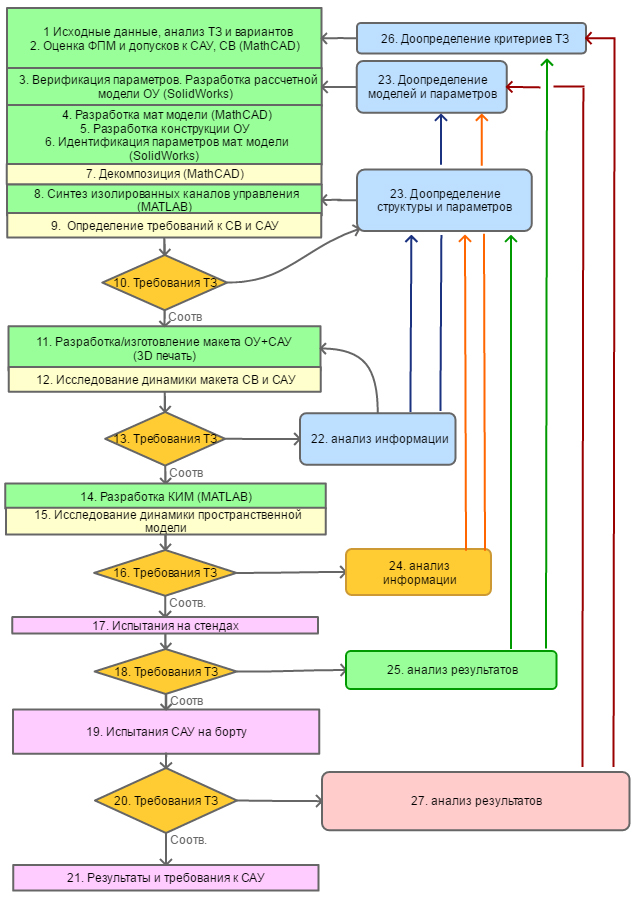 1 Исходные данные, анализ ТЗ и вариантов
2. Оценка ФПМ и допусков к САУ, СВ (MathCAD)
26. Доопределение критериев ТЗ
3. Верификация параметров. Разработка рассчетной
модели ОУ (SolidWorks)
23. Доопределение
моделей и параметров
4. Разработка мат модели (MathCAD)
5. Разработка конструкции ОУ
6. Идентификация параметров мат модели
(SolidWorks)
7. Декомпозиция (MathCAD)
8. Синтез изолированных каналов управления
(MATLAB)
23. Доопределение
структуры и параметров
9. Определение требований к СВ и САУ
10. Требования ТЗ
Соотв
11. Разработка/изготовление макета ОУ+САУ
(3D печать)
12. Исследование динамики макета СВ и САУ
13. Требования ТЗ
22. анализ информации
Соотв
14. Разработка КИМ (MATLAB)
15. Исследование динамики пространственной
модели
16. Требования ТЗ
24. анализ
информации
Соотв.
17. Испытания на стендах
18. Требования ТЗ
25. анализ результатов
Соотв
19. Испытания САУ на борту
20. Требования ТЗ
27. анализ результатов
Соотв.
21. Результаты и требования к САУ